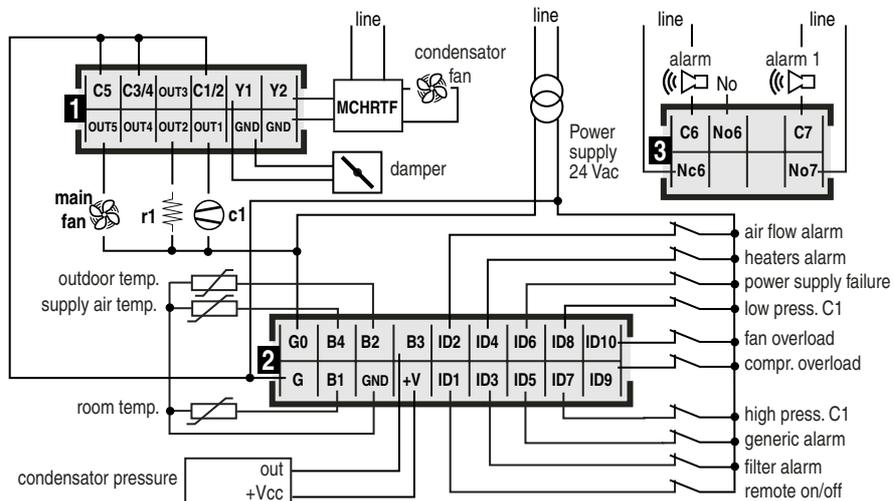 line
line
line
line
condensator
fan
alarm
No
alarm 1
C5 C3/4 OUT3 C1/2 Y1 Y2
1
OUT5 OUT4 OUT2 OUT1 GND GND
MCHRTF
Power
supply
24 Vac
C6 No6 C7
3
Nc6 No7
damper
main
fan
r1
c1
outdoor temp.
supply air temp.
room temp.
G0 B4 B2 B3 ID2 ID4 ID6 ID8 ID10
2
G B1 GND +V ID1 ID3 ID5 ID7 ID9
air flow alarm
heaters alarm
power supply failure
low press. C1
fan overload
compr. overload
high press. C1
generic alarm
filter alarm
remote on/off
condensator pressure
out
+Vcc